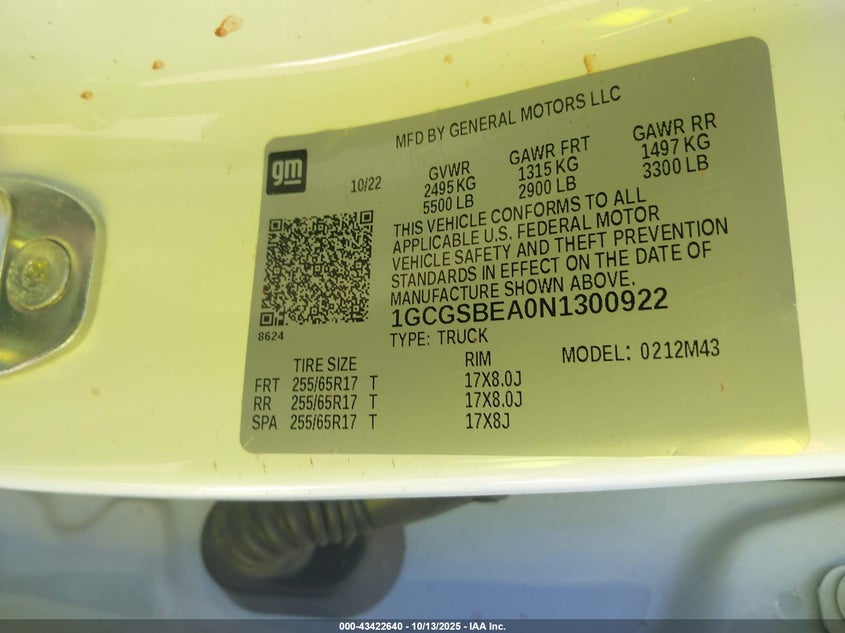 MFD BY GENERAL MOTORS LLC
gm
10/22
GVWR GAWR FRT GAWR RR
2495 KG 1315 KG 1497 KG
5500 LB 2900 LB 3300 LB
THIS VEHICLE CONFORMS TO ALL
APPLICABLE U.S. FEDERAL MOTOR
VEHICLE SAFETY AND THEFT PREVENTION
STANDARDS IN EFFECT ON THE DATE OF
MANUFACTURE SHOWN ABOVE.
1GCGSBEA0N1300922
8624
TYPE: TRUCK
MODEL: 0212M43
TIRE SIZE RIM
FRT 255/65R17 T 17X8.0J
RR 255/65R17 T 17X8.0J
SPA 255/65R17 T 17X8J
000-43422640 - 10/13/2025 - IAA Inc.